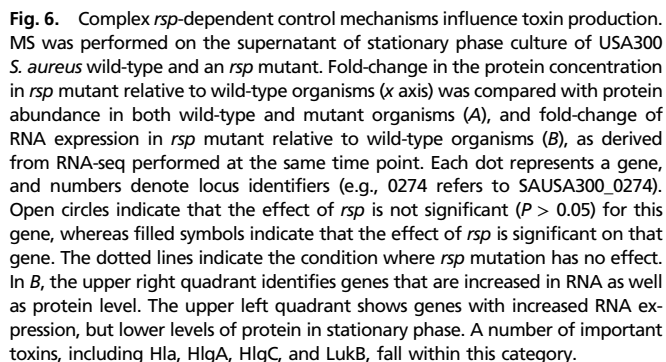 Fig. 6. Complex rsp-dependent control mechanisms influence toxin production.
MS was performed on the supernatant of stationary phase culture of USA300
S. aureus wild-type and an rsp mutant. Fold-change in the protein concentration
in rsp mutant relative to wild-type organisms (x axis) was compared with protein
abundance in both wild-type and mutant organisms (A), and fold-change of
RNA expression in rsp mutant relative to wild-type organisms (B), as derived
from RNA-seq performed at the same time point. Each dot represents a gene,
and numbers denote locus identifiers (e.g., 0274 refers to SAUSA300_0274).
Open circles indicate that the effect of rsp is not significant (P > 0.05) for this
gene, whereas filled symbols indicate that the effect of rsp is significant on that
gene. The dotted lines indicate the condition where rsp mutation has no effect.
In B, the upper right quadrant identifies genes that are increased in RNA as well
as protein level. The upper left quadrant shows genes with increased RNA ex-
pression, but lower levels of protein in stationary phase. A number of important
toxins, including Hla, HlgA, HlgC, and LukB, fall within this category.